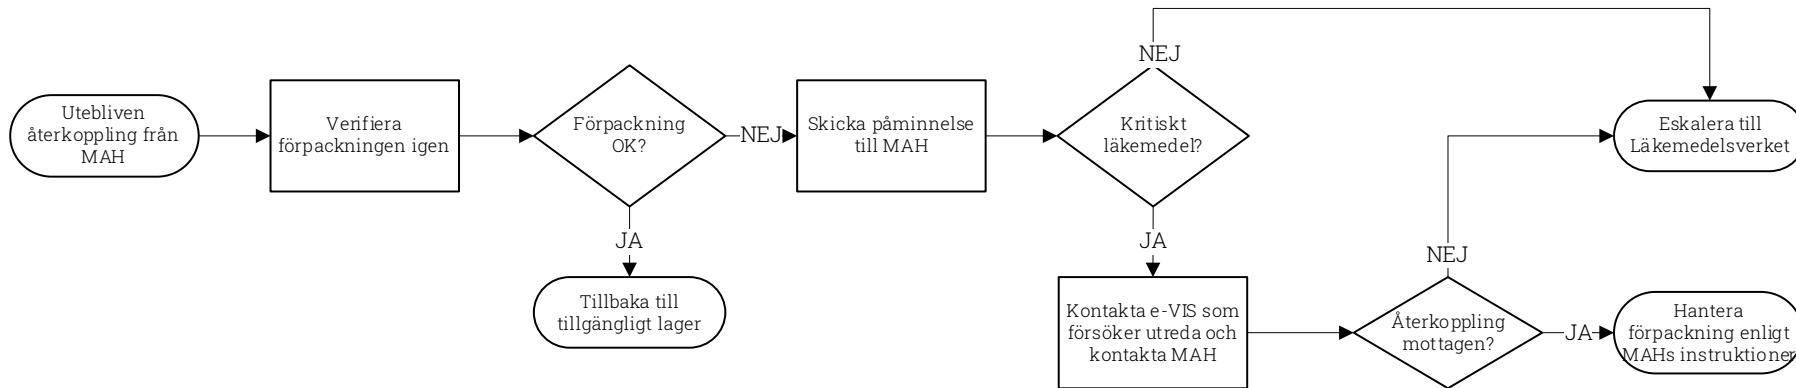 Utebliven
återkoppling från
MAH
Verifiera
förpackningen igen
Förpackning
OK?
NEJ
JA
Tillbaka till
tillgängligt lager
Skicka påminnelse
till MAH
Kritiskt
läkemedel?
NEJ
JA
Kontakta e-VIS som
försöker utreda och
kontakta MAH
Återkoppling
mottagen?
NEJ
JA
Eskalera till
Läkemedelsverket
Hantera
förpackning enligt
MAHs instruktioner